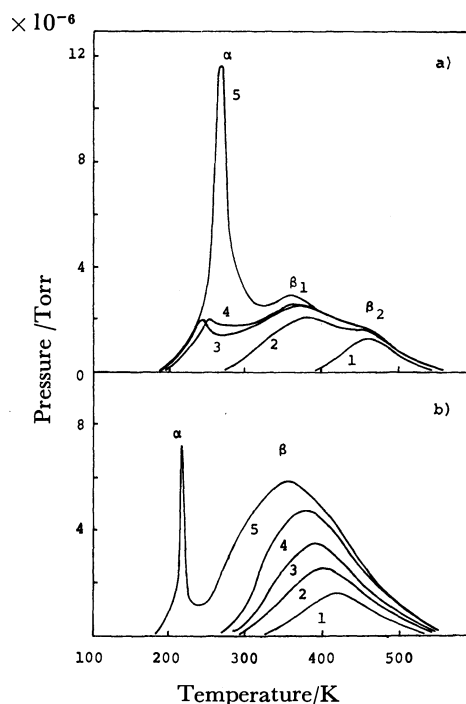 × 10⁻⁶
12
8
4
0
Pressure /Torr
a)
α
5
β₁
β₂
4
3
2
1
b)
α
β
5
4
3
2
1
8
4
100 200 300 400 500
Temperature/K